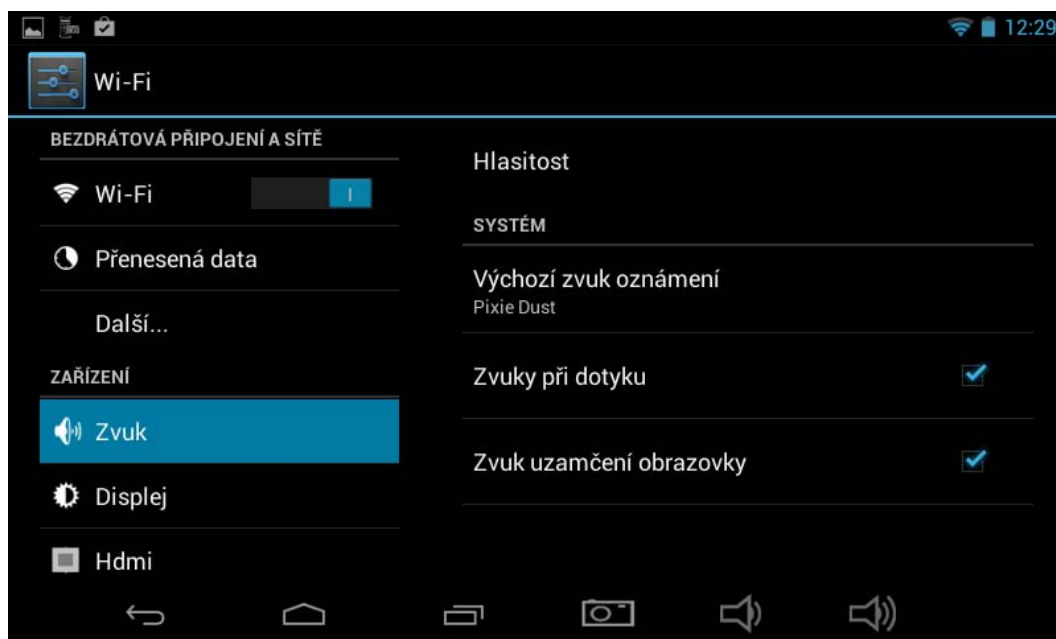 12:29
Wi-Fi
BEZDRÁTOVÁ PŘIPOJENÍ A SÍTĚ
Wi-Fi
Přenesená data
Další...
ZAŘÍZENÍ
Zvuk
Displej
Hdmi
Hlasitost
SYSTÉM
Výchozí zvuk oznámení
Pixie Dust
Zvuky při dotyku
Zvuk uzamčení obrazovky